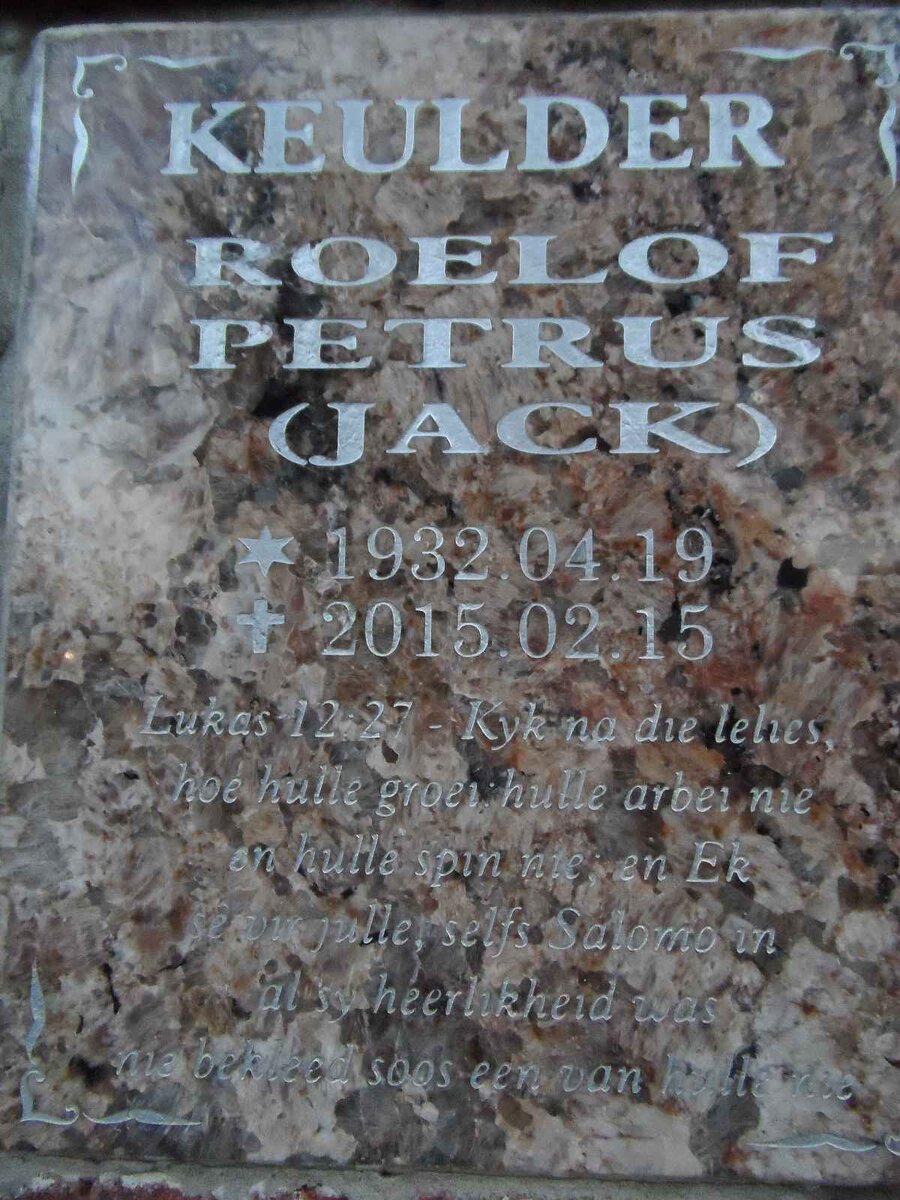 KEULDER
ROELOF
PETRUS
(JACK)
1932.04.19
2015.02.15
Lukas 12:27 - Kyk na die lelies,
hoe hulle groei: hulle arbei nie
en hulle spin nie; en Ek
sê vir julle, selfs Salomo in
al sy heerlikheid was
nie bekleed soos een van hulle nie